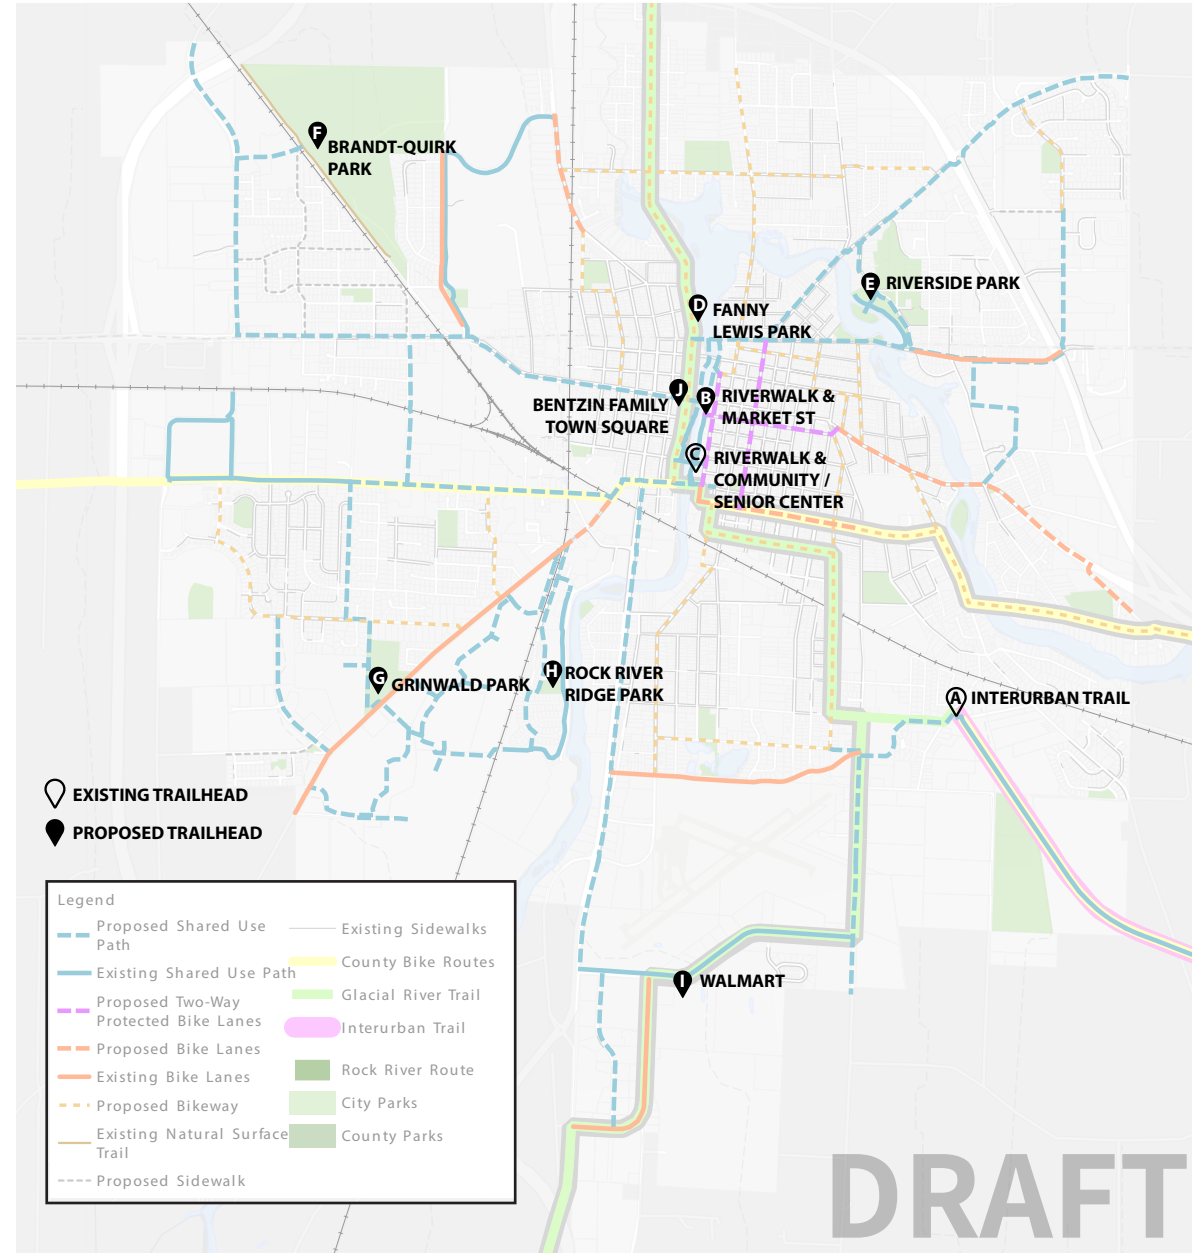 F
BRANDT-QUIRK
PARK
E
RIVERSIDE PARK
D
FANNY
LEWIS PARK
J
BENTZIN FAMILY
TOWN SQUARE
B
RIVERWALK &
MARKET ST
C
RIVERWALK &
COMMUNITY /
SENIOR CENTER
G
GRINWALD PARK
H
ROCK RIVER
RIDGE PARK
A
INTERURBAN TRAIL
EXISTING TRAILHEAD
PROPOSED TRAILHEAD
I
WALMART
Legend
Proposed Shared Use
Path
Existing Shared Use Path
Proposed Two-Way
Protected Bike Lanes
Proposed Bike Lanes
Existing Bike Lanes
Proposed Bikeway
Existing Natural Surface
Trail
Proposed Sidewalk
Existing Sidewalks
County Bike Routes
Glacial River Trail
Interurban Trail
Rock River Route
City Parks
County Parks
DRAFT